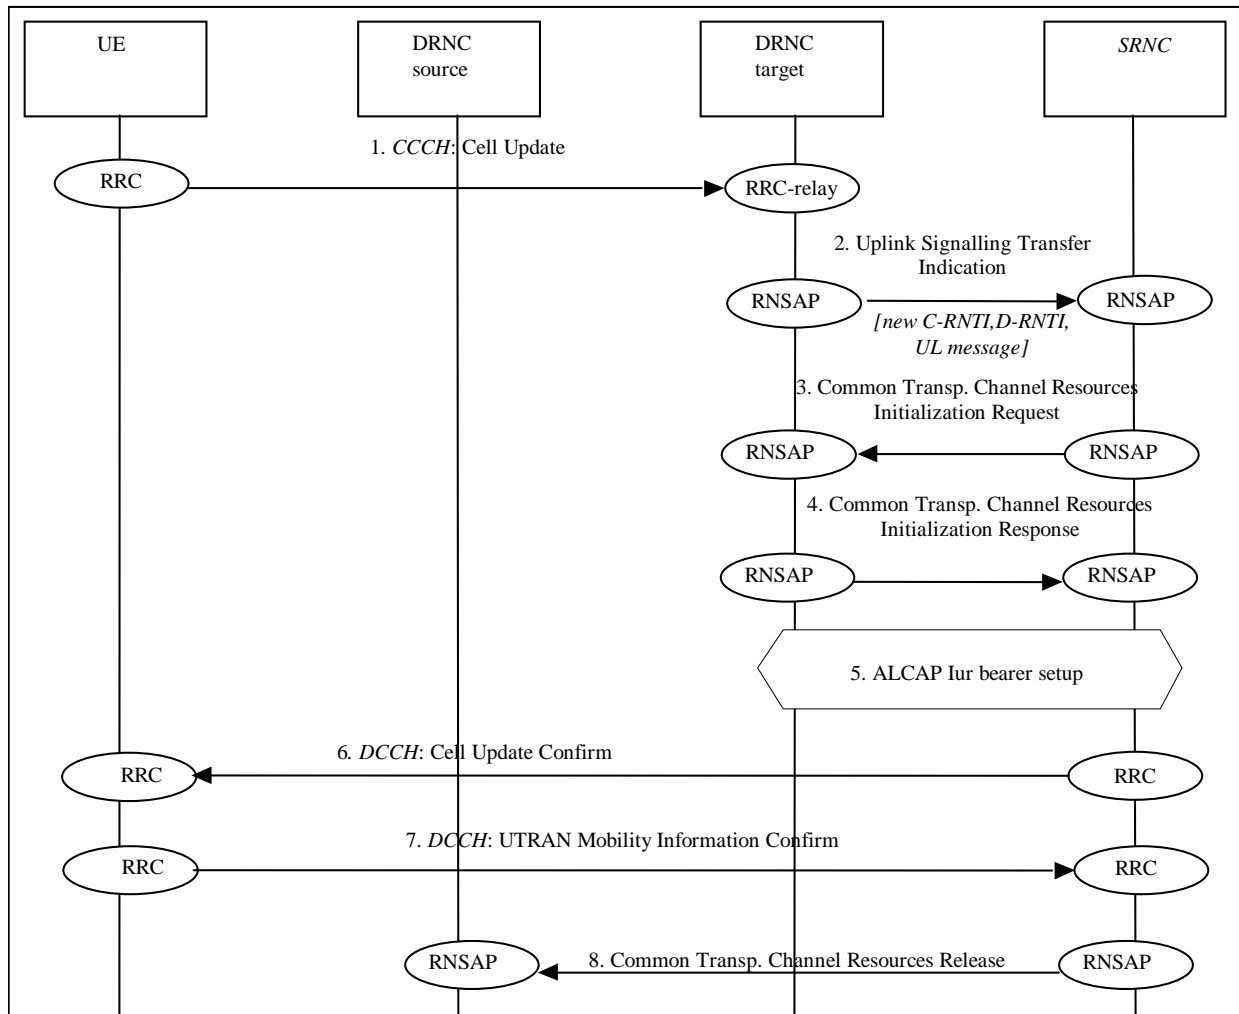 UE
DRNC
source
DRNC
target
SRNC
1. CCCH: Cell Update
RRC
RRC-relay
2. Uplink Signalling Transfer
Indication
RNSAP
RNSAP
[new C-RNTI,D-RNTI,
UL message]
3. Common Transp. Channel Resources
Initialization Request
RNSAP
RNSAP
4. Common Transp. Channel Resources
Initialization Response
RNSAP
RNSAP
5. ALCAP Iur bearer setup
6. DCCH: Cell Update Confirm
RRC
RRC
7. DCCH: UTRAN Mobility Information Confirm
RRC
RRC
RNSAP
8. Common Transp. Channel Resources Release
RNSAP